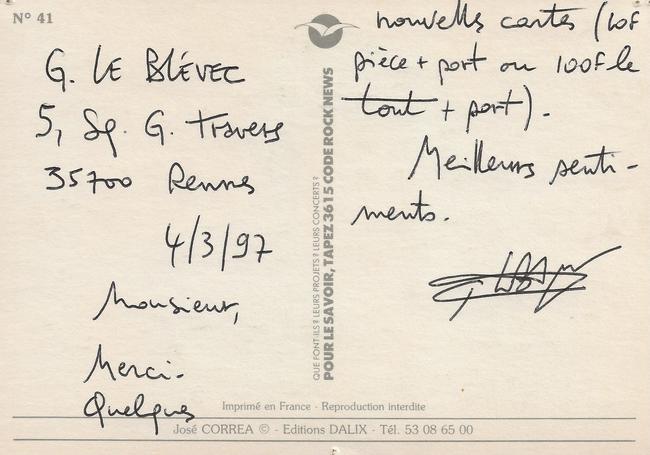 N° 41
G. LE BLÉVEC
5, Sq. G. Travers
35700 Rennes
4/3/97
Monsieur,
Merci.
Quelques
nouvelles cartes (10F
pièce + port ou 100F le
tout + port).
Meilleurs senti-
ments.
QUE FONT-ILS ? LEURS PROJETS ? LEURS CONCERTS ?
POUR LE SAVOIR, TAPEZ 3615 CODE ROCK NEWS
Imprimé en France - Reproduction interdite
José CORREA © - Editions DALIX - Tél. 53 08 65 00